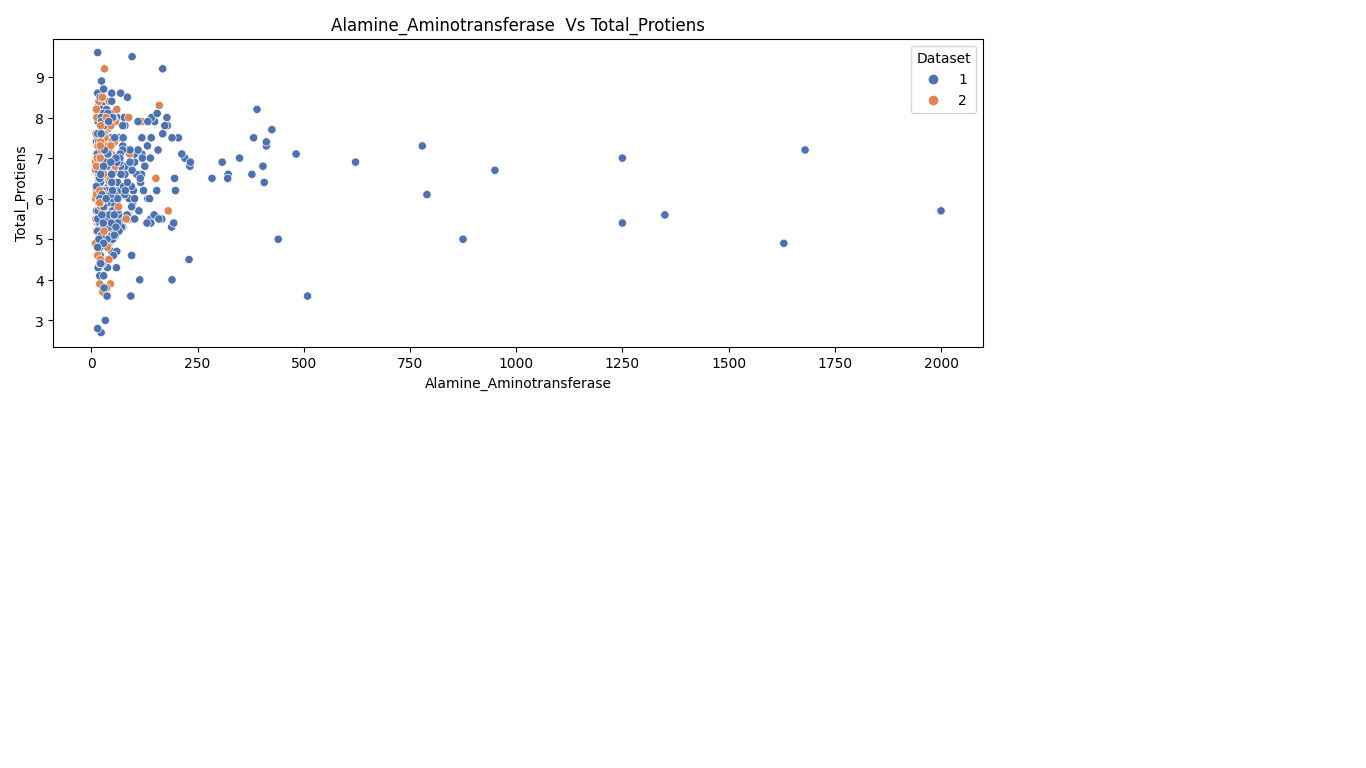 Alamine_Aminotransferase  Vs Total_Protiens
Dataset
1
2
Total_Protiens
9
8
7
6
5
4
3
0 250 500 750 1000 1250 1500 1750 2000
Alamine_Aminotransferase